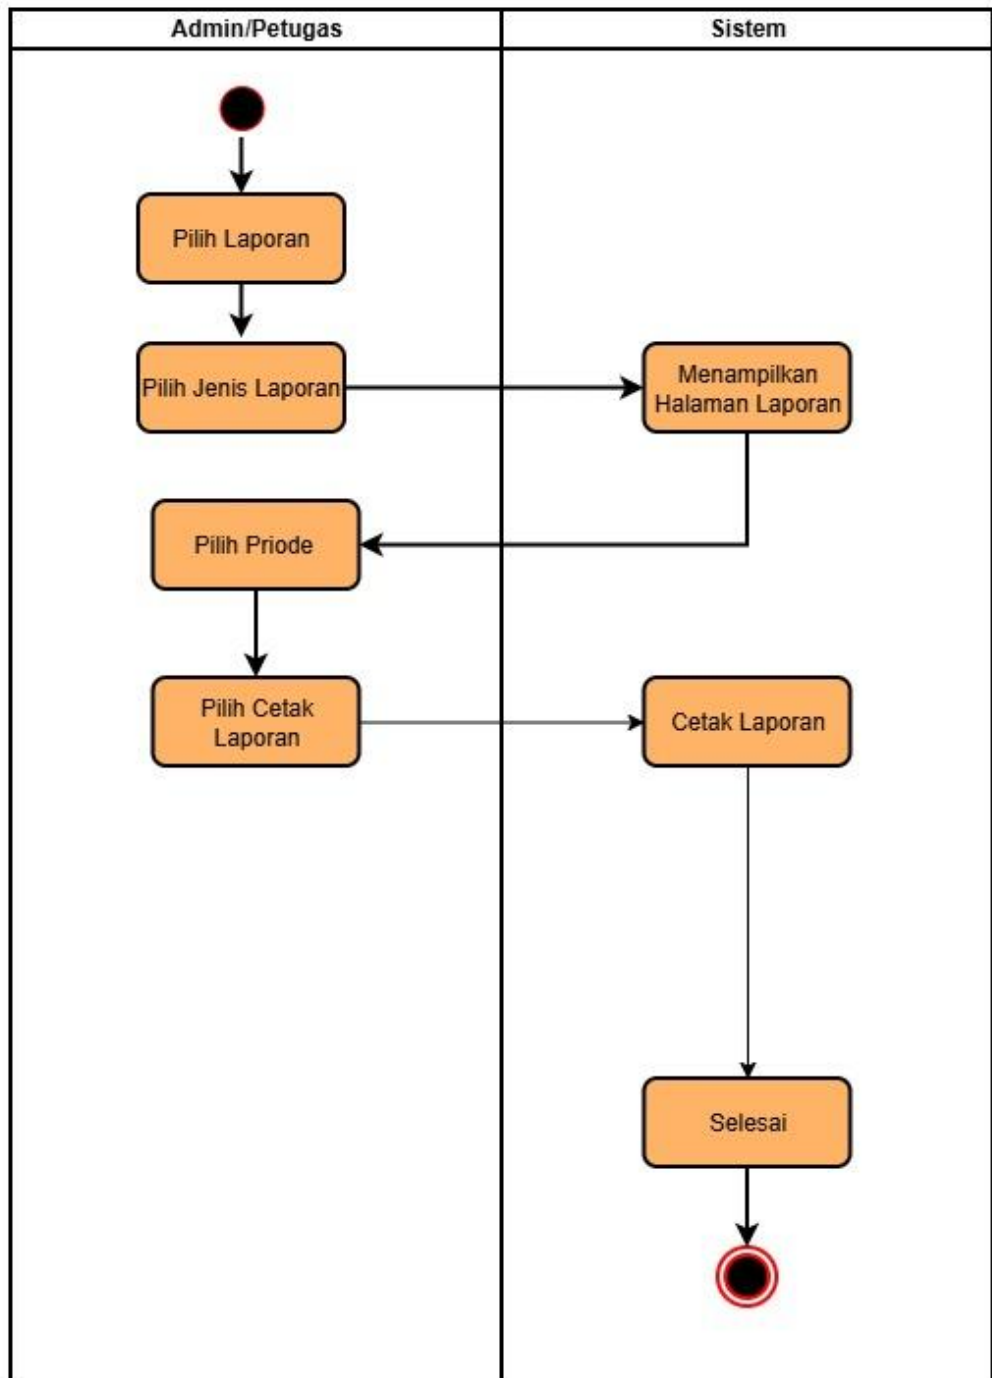 Admin/Petugas
Sistem
Pilih Laporan
Pilih Jenis Laporan
Menampilkan
Halaman Laporan
Pilih Priode
Pilih Cetak
Laporan
Cetak Laporan
Selesai